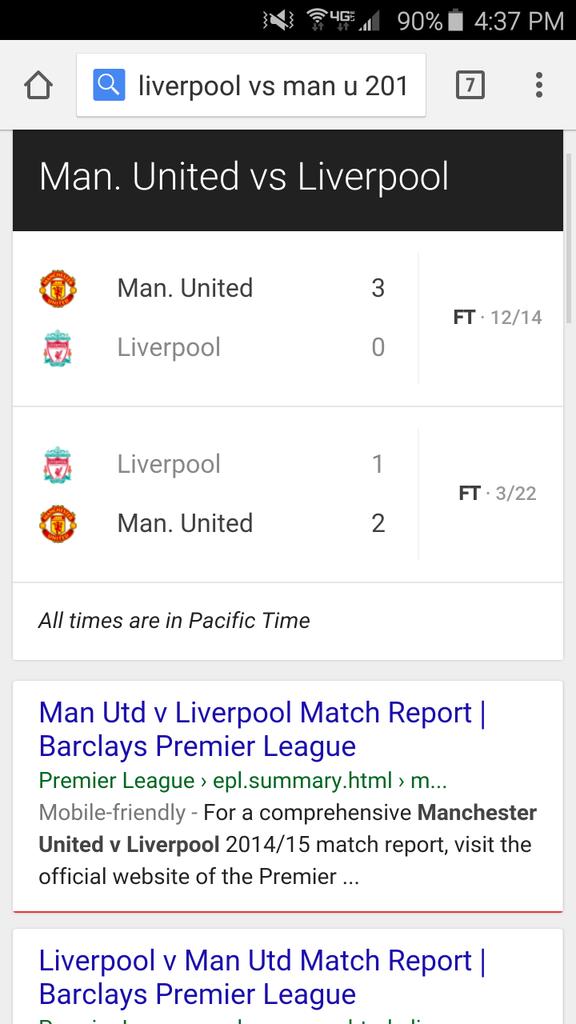 4G 90% 4:37 PM
liverpool vs man u 201
7
Man. United vs Liverpool
Man. United 3
FT · 12/14
Liverpool 0
Liverpool 1
FT · 3/22
Man. United 2
All times are in Pacific Time
Man Utd v Liverpool Match Report |
Barclays Premier League
Premier League › epl.summary.html › m...
Mobile-friendly - For a comprehensive Manchester
United v Liverpool 2014/15 match report, visit the
official website of the Premier ...
Liverpool v Man Utd Match Report |
Barclays Premier League